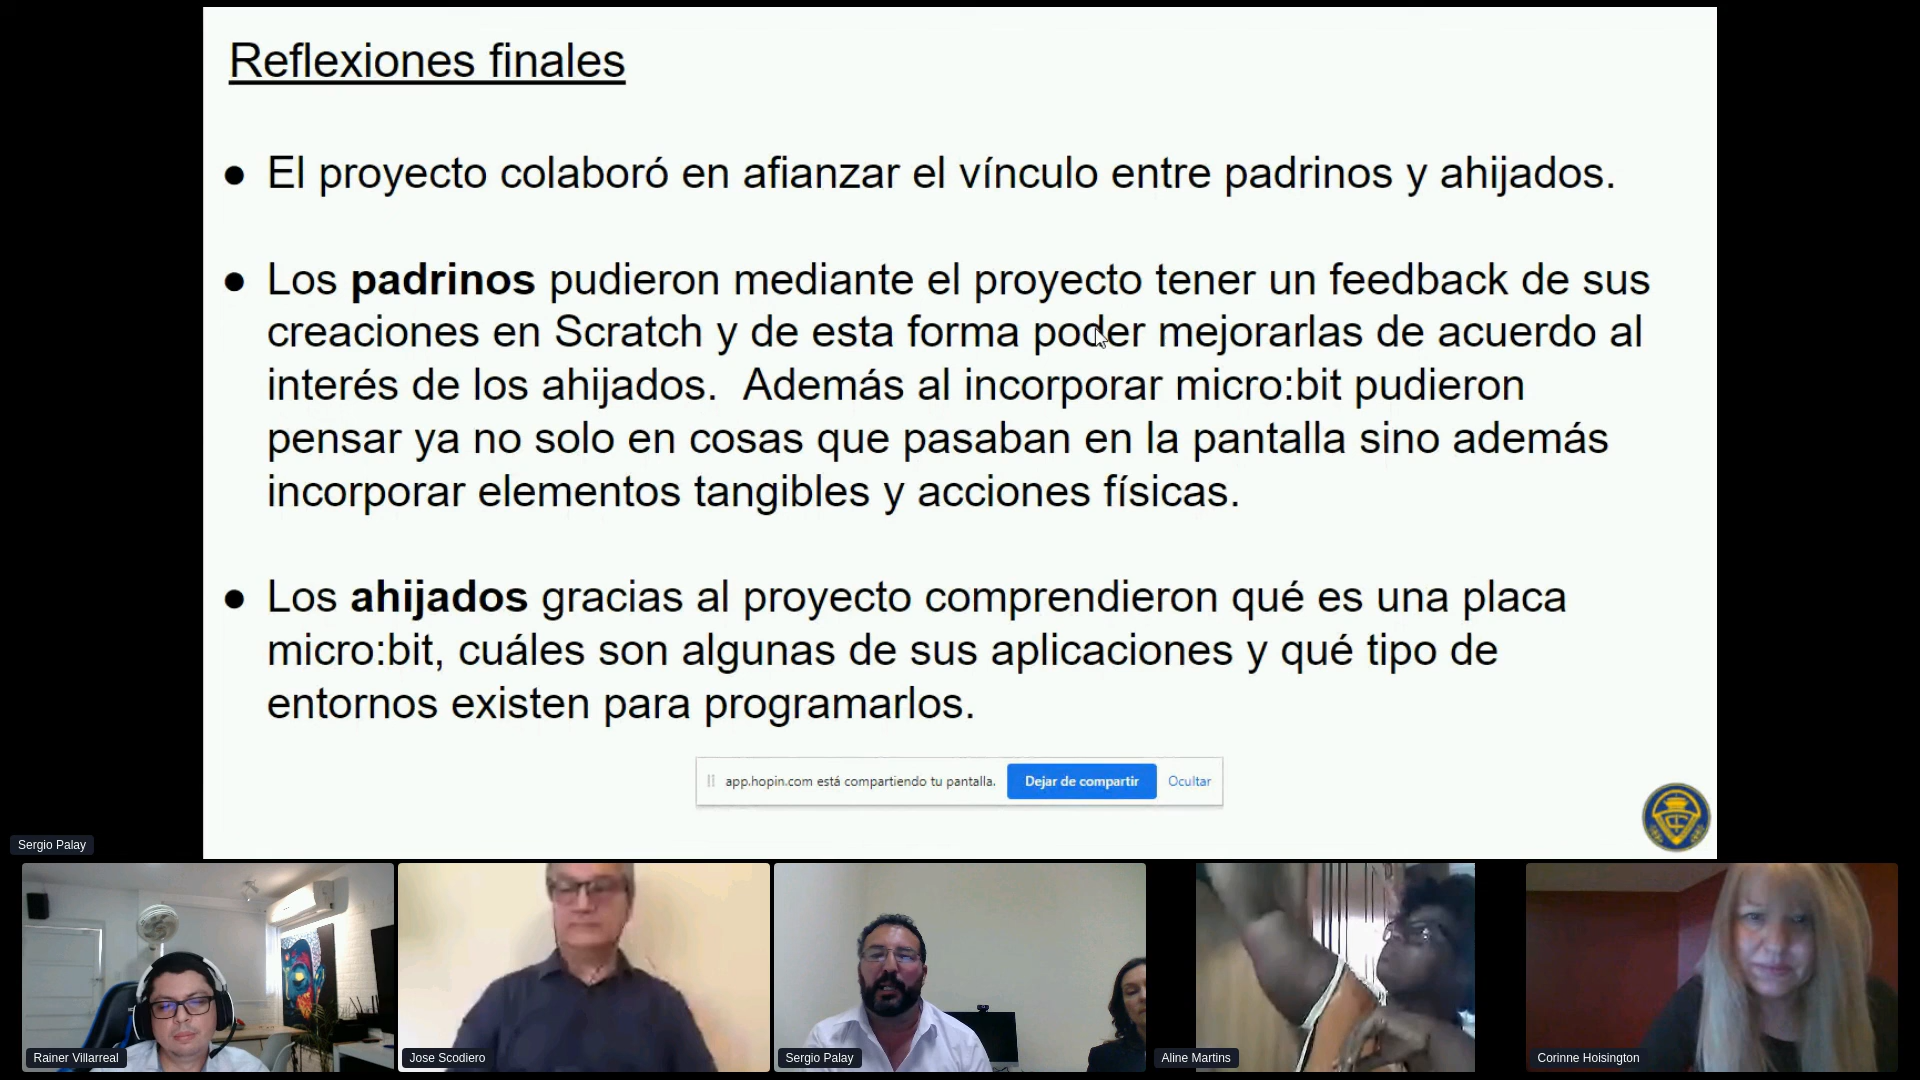 Reflexiones finales
● El proyecto colaboró en afianzar el vínculo entre padrinos y ahijados.
● Los padrinos pudieron mediante el proyecto tener un feedback de sus
creaciones en Scratch y de esta forma poder mejorarlas de acuerdo al
interés de los ahijados. Además al incorporar micro:bit pudieron
pensar ya no solo en cosas que pasaban en la pantalla sino además
incorporar elementos tangibles y acciones físicas.
● Los ahijados gracias al proyecto comprendieron qué es una placa
micro:bit, cuáles son algunas de sus aplicaciones y qué tipo de
entornos existen para programarlos.
app.hopin.com está compartiendo tu pantalla. Dejar de compartir Ocultar
Sergio Palay
Rainer Villarreal
Jose Scodiero
Sergio Palay
Aline Martins
Corinne Hoisington